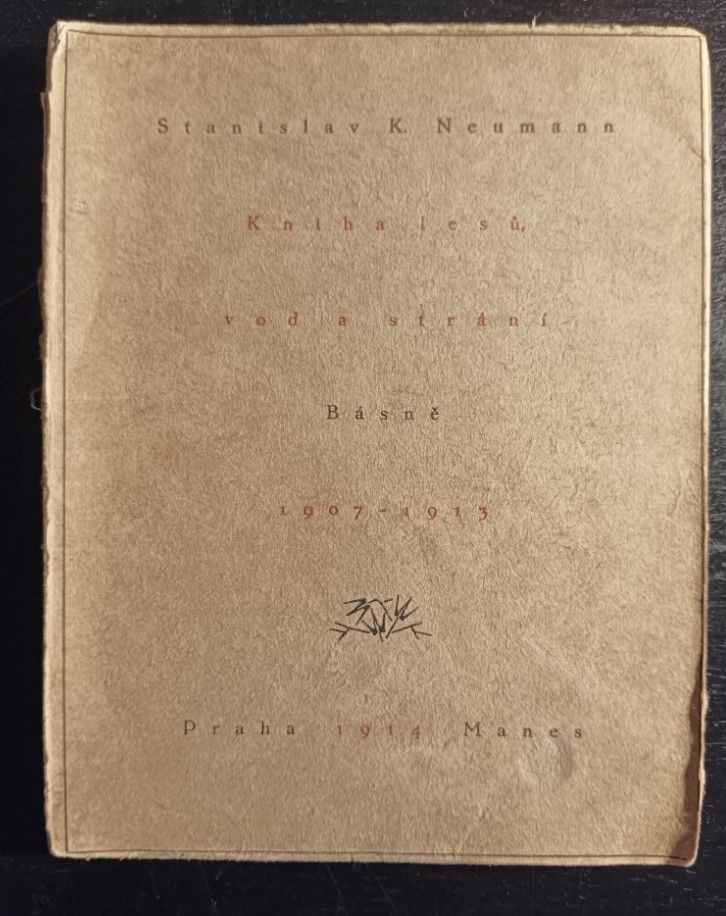 Stanislav K. Neumann
Kniha lesů,
vod a strání
Básně
1907-1913
Praha 1914 Manes